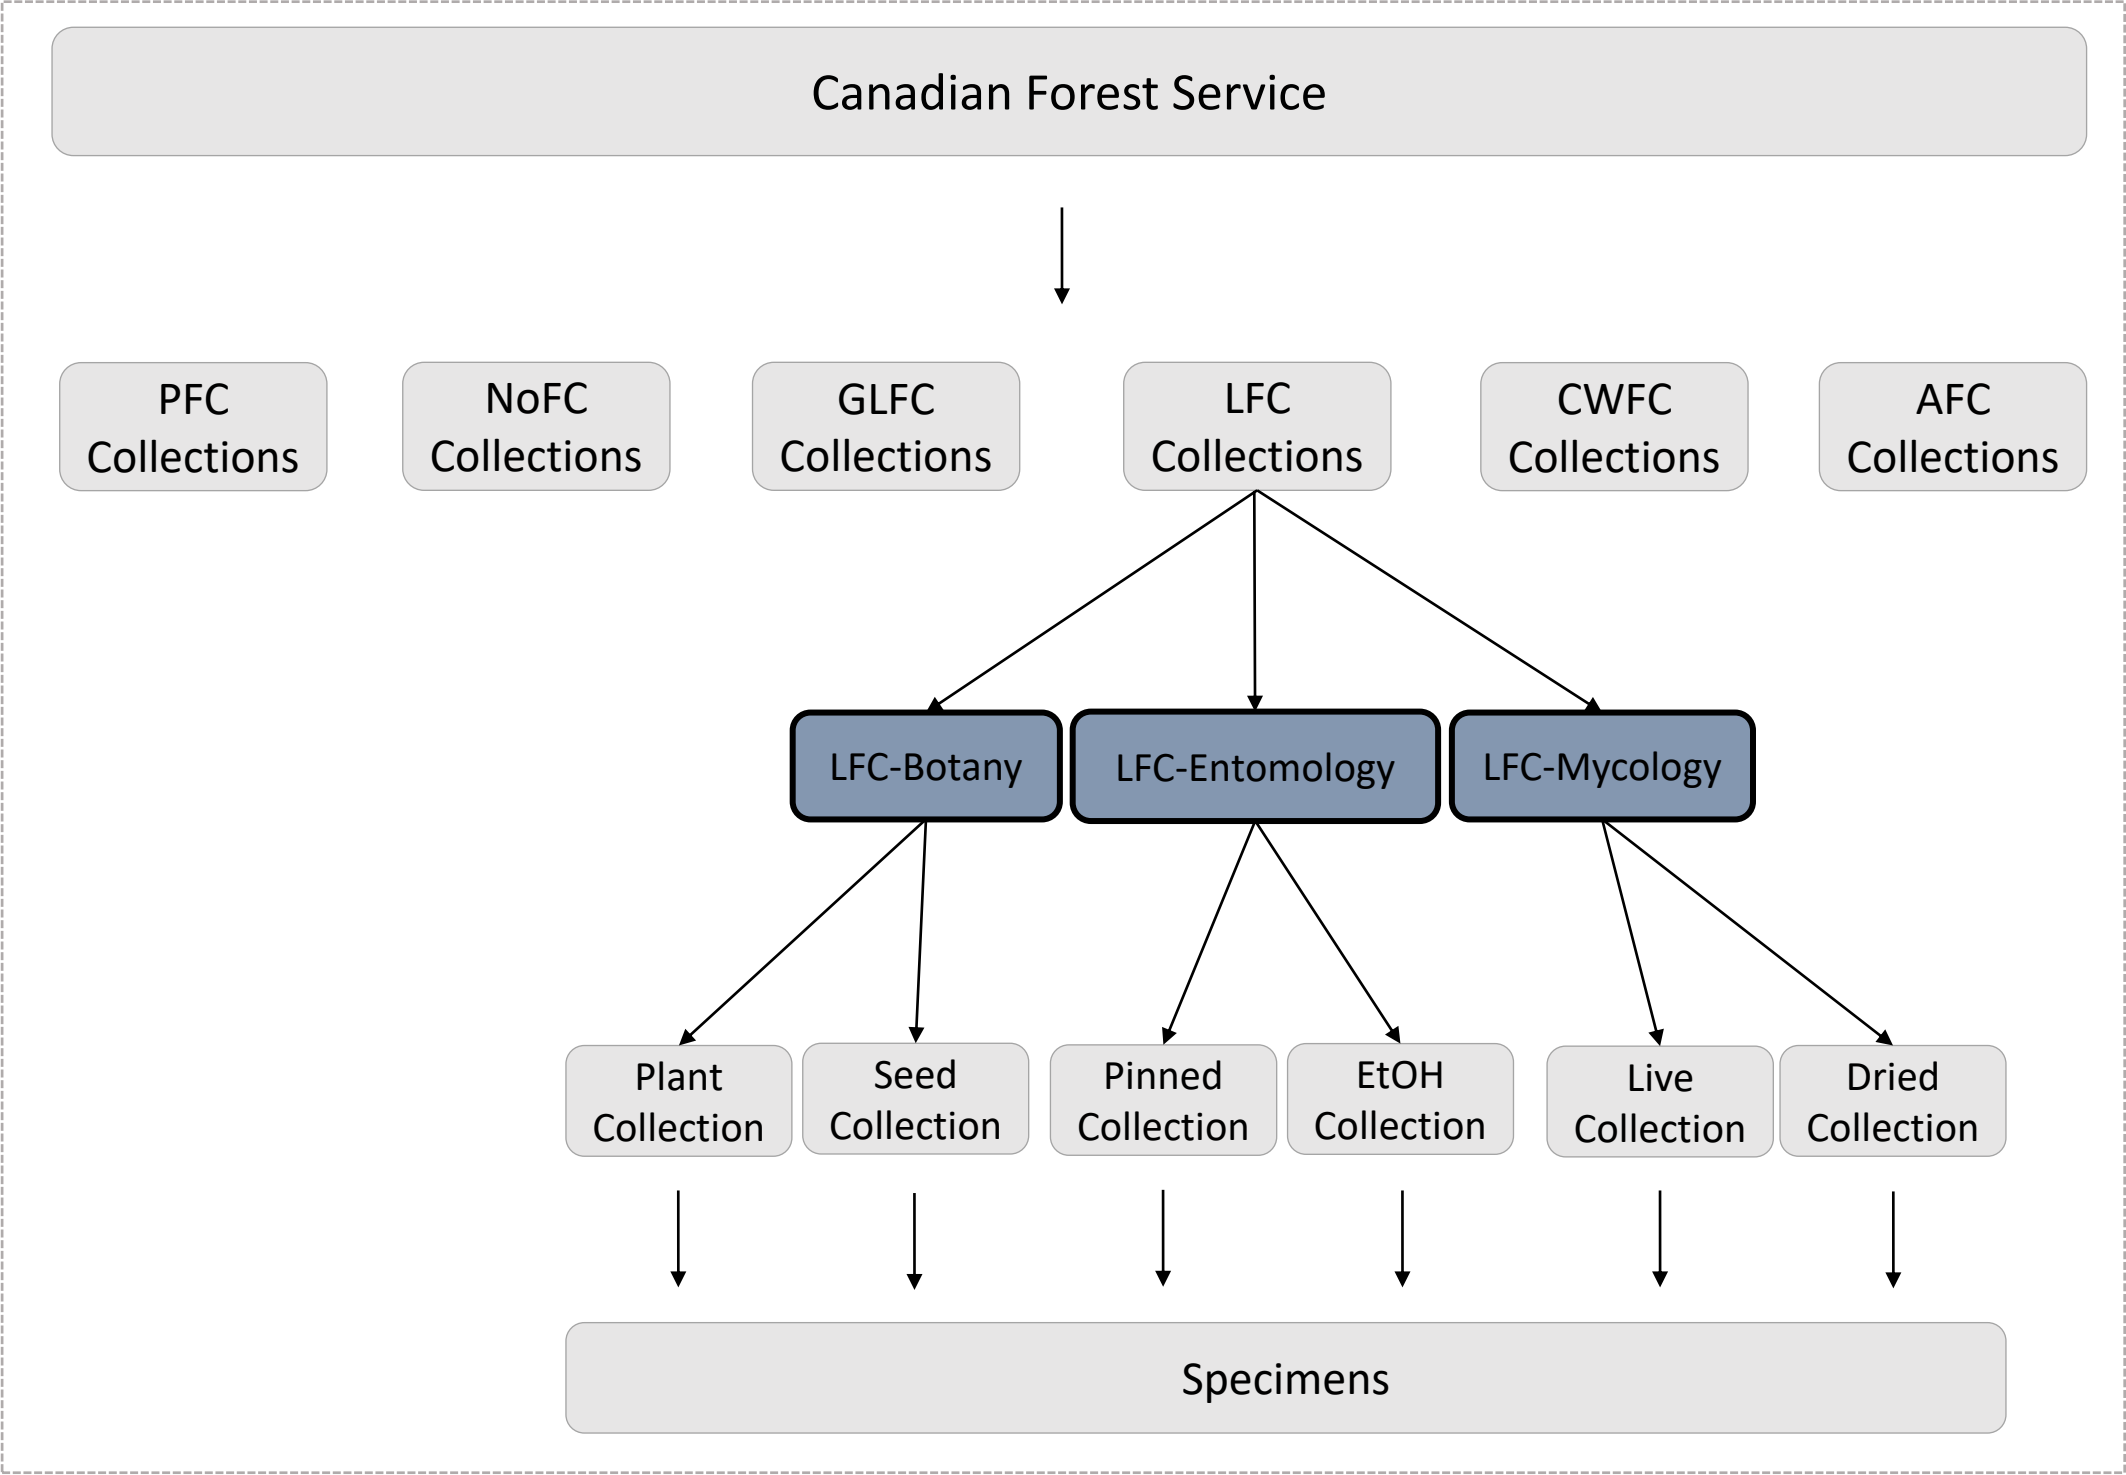 Canadian Forest Service
PFC
Collections
NoFC
Collections
GLFC
Collections
LFC
Collections
CWFC
Collections
AFC
Collections
LFC-Botany
LFC-Entomology
LFC-Mycology
Plant
Collection
Seed
Collection
Pinned
Collection
EtOH
Collection
Live
Collection
Dried
Collection
Specimens